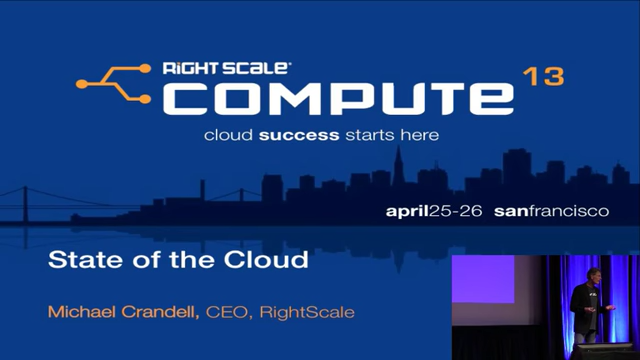 RIGHTSCALE®
COMPUTE 13
cloud success starts here
april25-26 sanfrancisco
State of the Cloud
Michael Crandell, CEO, RightScale